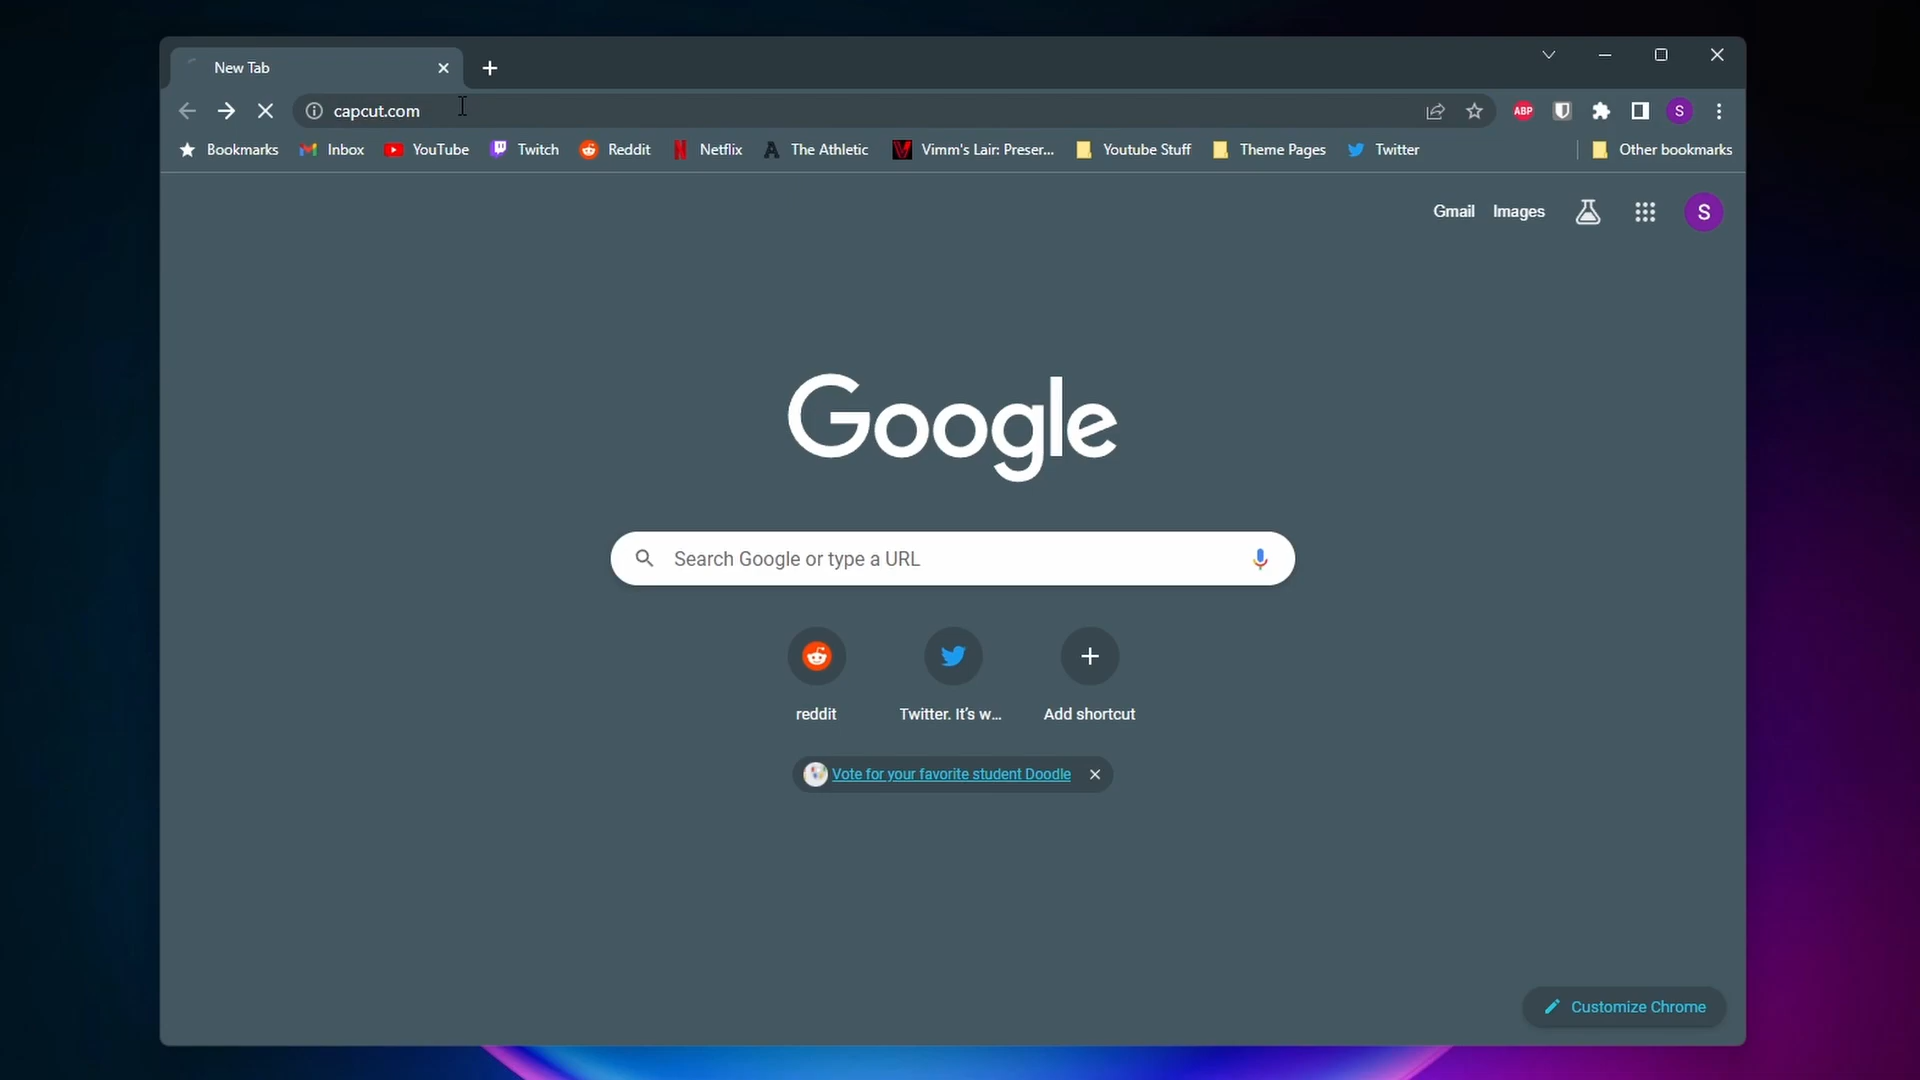 New Tab
capcut.com
ABP
S
Bookmarks Inbox YouTube Twitch Reddit Netflix The Athletic Vimm's Lair: Preser... Youtube Stuff Theme Pages Twitter Other bookmarks
Gmail Images S
Google
Search Google or type a URL
reddit Twitter. It's w... Add shortcut
Vote for your favorite student Doodle
Customize Chrome